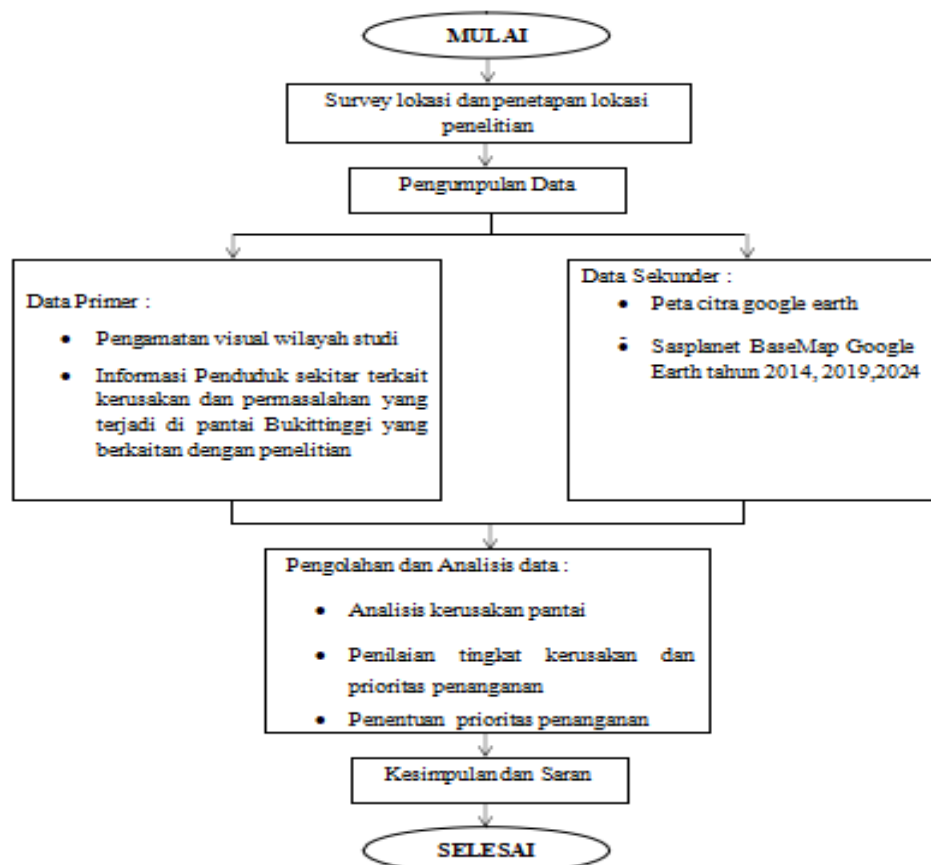 MULAI
Survey lokasi dan penetapan lokasi
penelitian
Pengumpulan Data
Data Primer :
• Pengamatan visual wilayah studi
• Informasi Penduduk sekitar terkait
kerusakan dan permasalahan yang
terjadi di pantai Bukittinggi yang
berkaitan dengan penelitian
Data Sekunder :
• Peta citra google earth
• Sasplanet BaseMap Google
Earth tahun 2014, 2019,2024
Pengolahan dan Analisis data :
• Analisis kerusakan pantai
• Penilaian tingkat kerusakan dan
prioritas penanganan
• Penentuan prioritas penanganan
Kesimpulan dan Saran
SELESAI